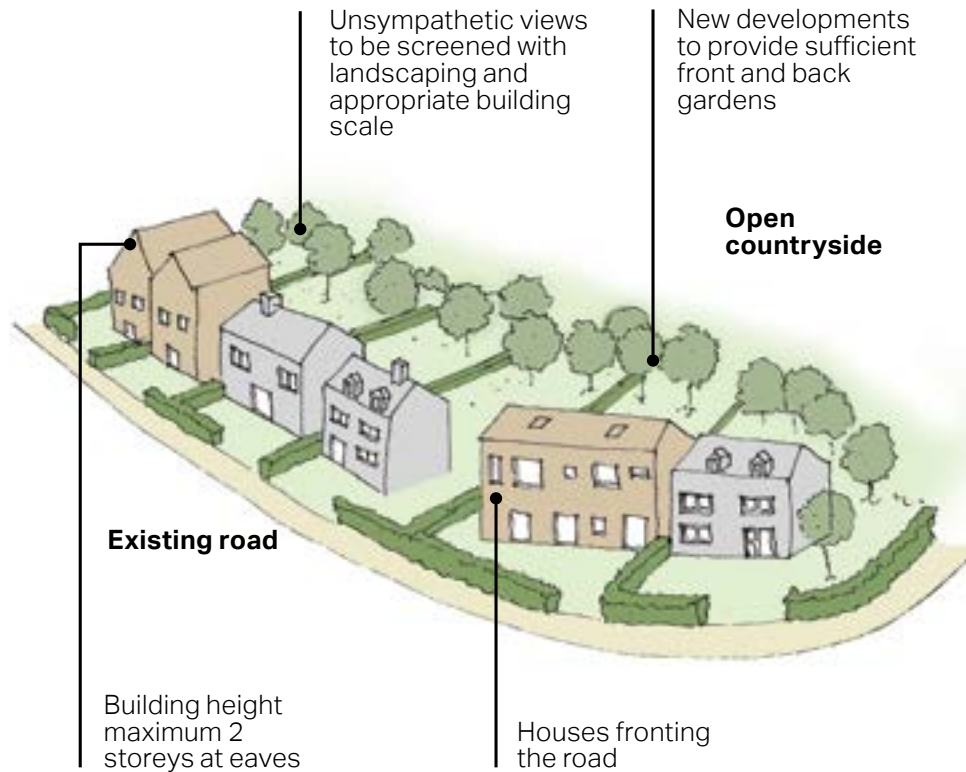 Unsympathetic views
to be screened with
landscaping and
appropriate building
scale
New developments
to provide sufficient
front and back
gardens
Open
countryside
Existing road
Building height
maximum 2
storeys at eaves
Houses fronting
the road